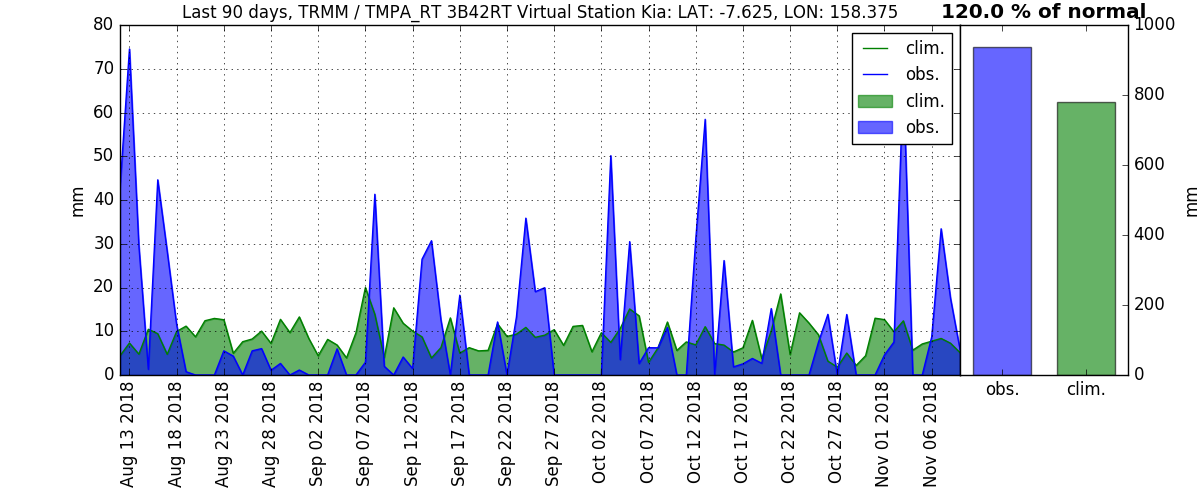 Last 90 days, TRMM / TMPA_RT 3B42RT Virtual Station Kia: LAT: -7.625, LON: 158.375
120.0 % of normal
80
70
60
50
40
30
20
10
0
mm
clim.
obs.
clim.
obs.
1000
800
600
400
200
0
mm
Aug 13 2018
Aug 18 2018
Aug 23 2018
Aug 28 2018
Sep 02 2018
Sep 07 2018
Sep 12 2018
Sep 17 2018
Sep 22 2018
Sep 27 2018
Oct 02 2018
Oct 07 2018
Oct 12 2018
Oct 17 2018
Oct 22 2018
Oct 27 2018
Nov 01 2018
Nov 06 2018
obs.
clim.